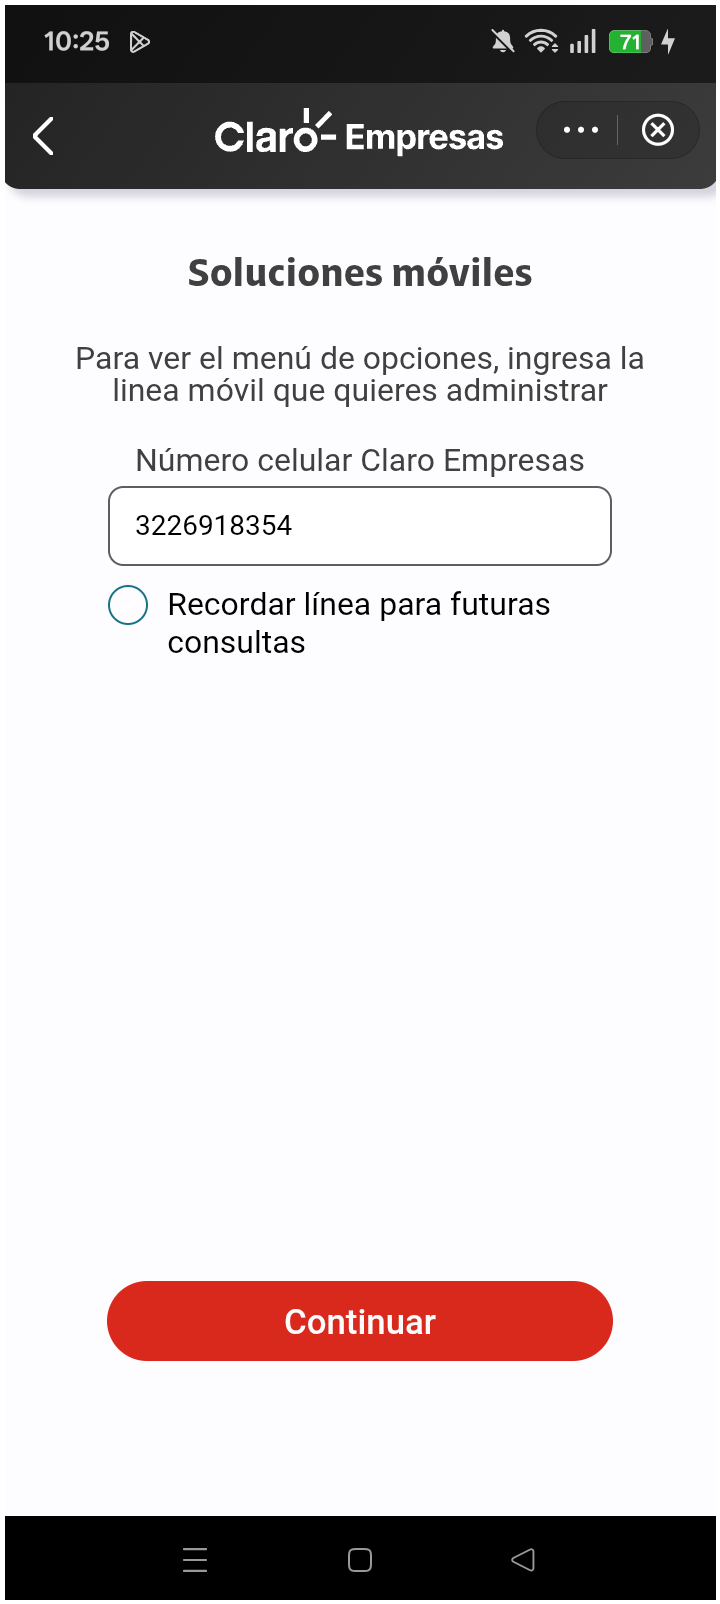 10:25
71
Claro Empresas
Soluciones móviles
Para ver el menú de opciones, ingresa la
linea móvil que quieres administrar
Número celular Claro Empresas
3226918354
Recordar línea para futuras
consultas
Continuar